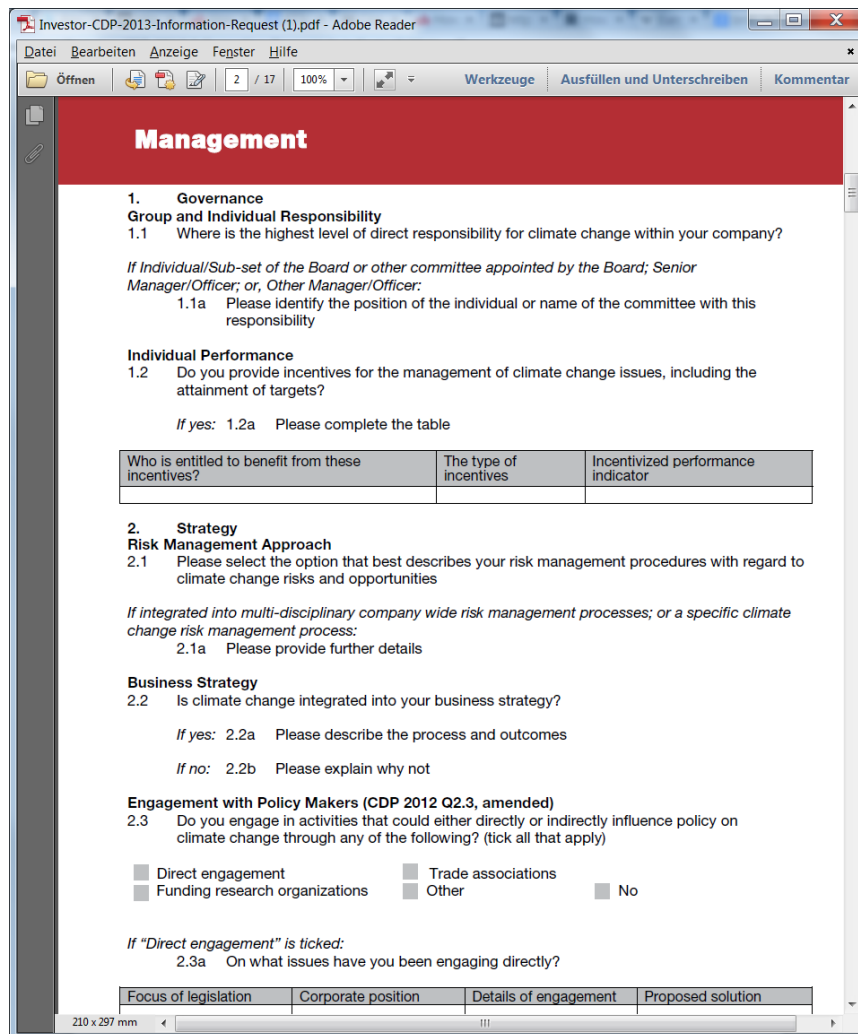 Investor-CDP-2013-Information-Request (1).pdf - Adobe Reader
Datei Bearbeiten Anzeige Fenster Hilfe
Öffnen 2 / 17 100% Werkzeuge Ausfüllen und Unterschreiben Kommentar
Management
1. Governance
Group and Individual Responsibility
1.1 Where is the highest level of direct responsibility for climate change within your company?
If Individual/Sub-set of the Board or other committee appointed by the Board; Senior
Manager/Officer; or, Other Manager/Officer:
1.1a Please identify the position of the individual or name of the committee with this
responsibility
Individual Performance
1.2 Do you provide incentives for the management of climate change issues, including the
attainment of targets?
If yes: 1.2a Please complete the table
Who is entitled to benefit from these The type of Incentivized performance
incentives? incentives indicator
2. Strategy
Risk Management Approach
2.1 Please select the option that best describes your risk management procedures with regard to
climate change risks and opportunities
If integrated into multi-disciplinary company wide risk management processes; or a specific climate
change risk management process:
2.1a Please provide further details
Business Strategy
2.2 Is climate change integrated into your business strategy?
If yes: 2.2a Please describe the process and outcomes
If no: 2.2b Please explain why not
Engagement with Policy Makers (CDP 2012 Q2.3, amended)
2.3 Do you engage in activities that could either directly or indirectly influence policy on
climate change through any of the following? (tick all that apply)
Direct engagement Trade associations
Funding research organizations Other No
If “Direct engagement” is ticked:
2.3a On what issues have you been engaging directly?
Focus of legislation Corporate position Details of engagement Proposed solution
210 x 297 mm